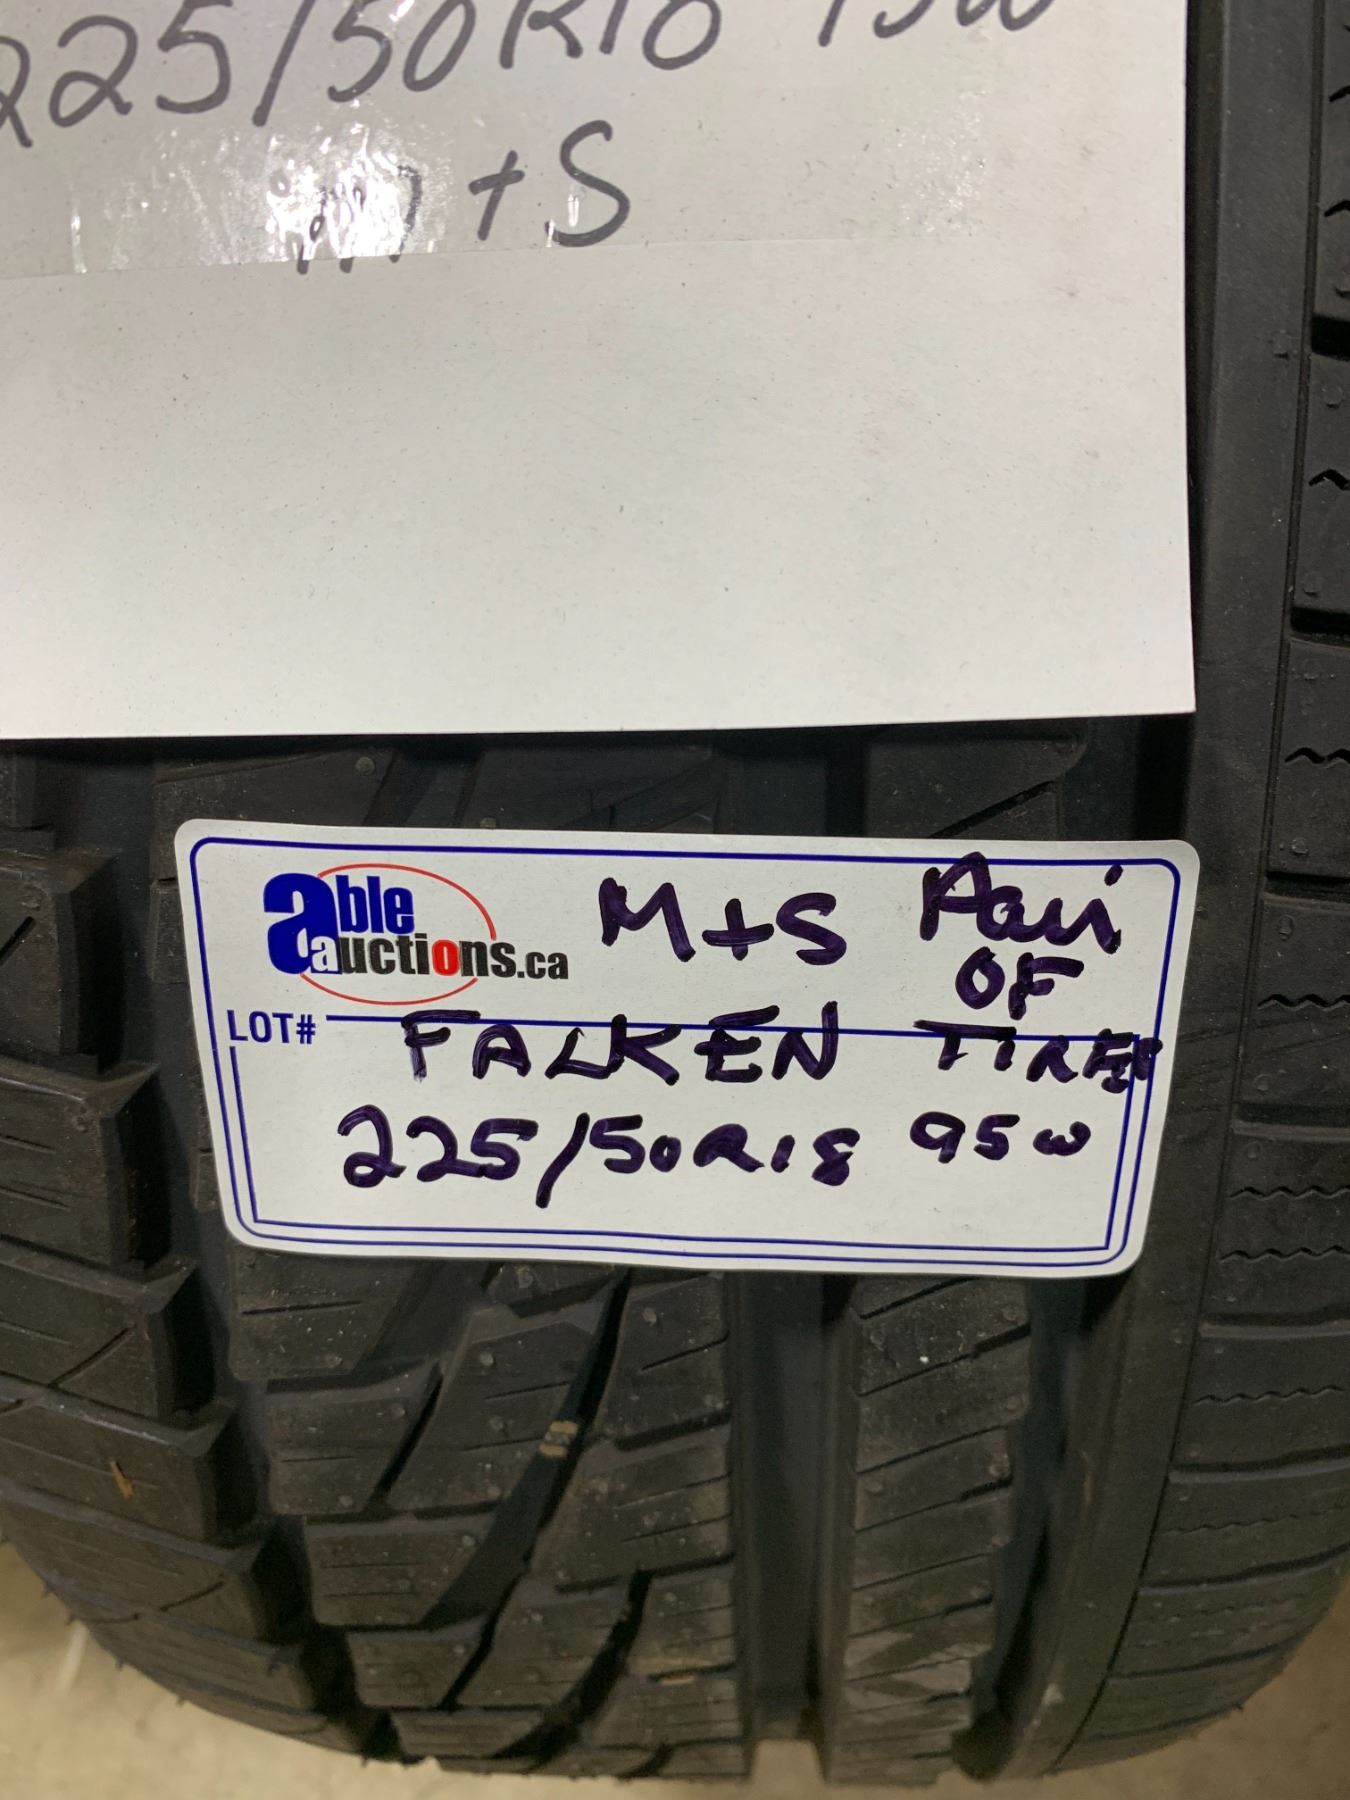 225/50R18 95W
M+S
able auctions.ca
M+S Pair OF TIRES
LOT#
FALKEN
225/50R18 95W